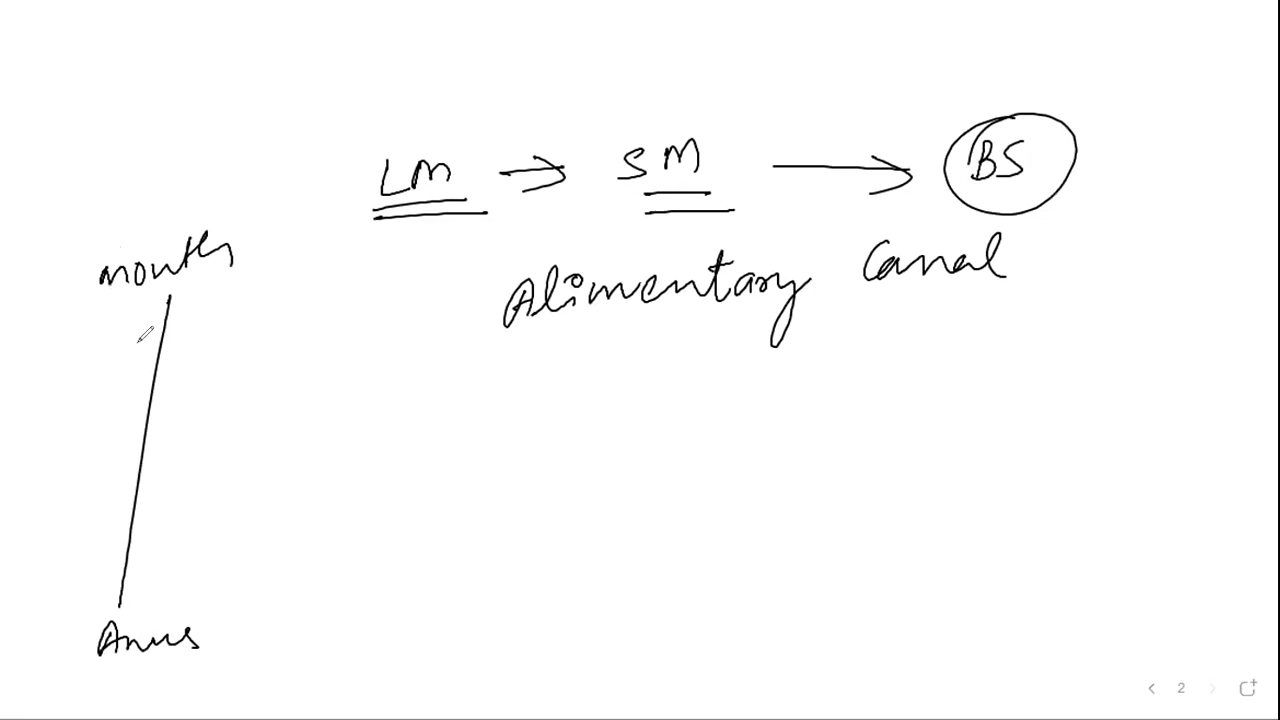 LM → SM → BS
Alimentary Canal
mouth
Anus
2